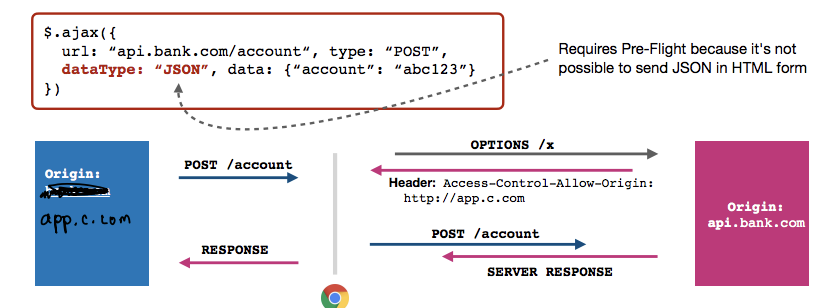 $.ajax({
url: “api.bank.com/account“, type: “POST”,
dataType: “JSON”, data: {“account”: “abc123”}
})
Requires Pre-Flight because it's not
possible to send JSON in HTML form
Origin:
app.c.com
POST /account
RESPONSE
OPTIONS /x
Header: Access-Control-Allow-Origin:
http://app.c.com
POST /account
SERVER RESPONSE
Origin:
api.bank.com